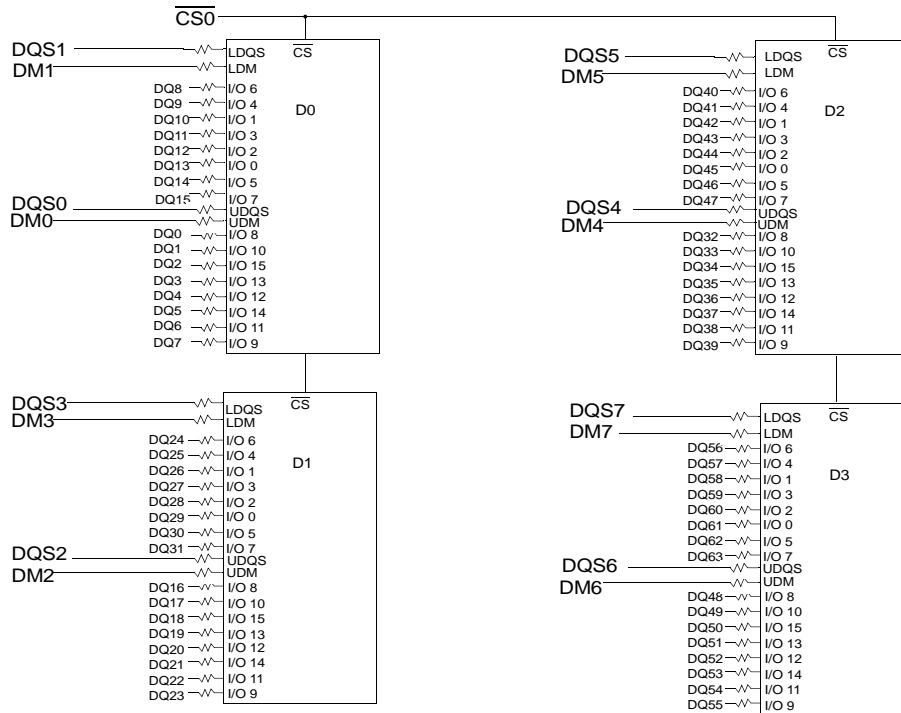 CS0
DQS1 LDQS CS
DM1 LDM
D0
DQ8 I/O 6
DQ9 I/O 4
DQ10 I/O 1
DQ11 I/O 3
DQ12 I/O 2
DQ13 I/O 0
DQ14 I/O 5
DQ15 I/O 7
DQS0 UDQS
DM0 UDM
DQ0 I/O 8
DQ1 I/O 10
DQ2 I/O 15
DQ3 I/O 13
DQ4 I/O 12
DQ5 I/O 14
DQ6 I/O 11
DQ7 I/O 9
DQS3 LDQS CS
DM3 LDM
D1
DQ24 I/O 6
DQ25 I/O 4
DQ26 I/O 1
DQ27 I/O 3
DQ28 I/O 2
DQ29 I/O 0
DQ30 I/O 5
DQ31 I/O 7
DQS2 UDQS
DM2 UDM
DQ16 I/O 8
DQ17 I/O 10
DQ18 I/O 15
DQ19 I/O 13
DQ20 I/O 12
DQ21 I/O 14
DQ22 I/O 11
DQ23 I/O 9
DQS5 LDQS CS
DM5 LDM
D2
DQ40 I/O 6
DQ41 I/O 4
DQ42 I/O 1
DQ43 I/O 3
DQ44 I/O 2
DQ45 I/O 0
DQ46 I/O 5
DQ47 I/O 7
DQS4 UDQS
DM4 UDM
DQ32 I/O 8
DQ33 I/O 10
DQ34 I/O 15
DQ35 I/O 13
DQ36 I/O 12
DQ37 I/O 14
DQ38 I/O 11
DQ39 I/O 9
DQS7 LDQS CS
DM7 LDM
D3
DQ56 I/O 6
DQ57 I/O 4
DQ58 I/O 1
DQ59 I/O 3
DQ60 I/O 2
DQ61 I/O 0
DQ62 I/O 5
DQ63 I/O 7
DQS6 UDQS
DM6 UDM
DQ48 I/O 8
DQ49 I/O 10
DQ50 I/O 15
DQ51 I/O 13
DQ52 I/O 12
DQ53 I/O 14
DQ54 I/O 11
DQ55 I/O 9